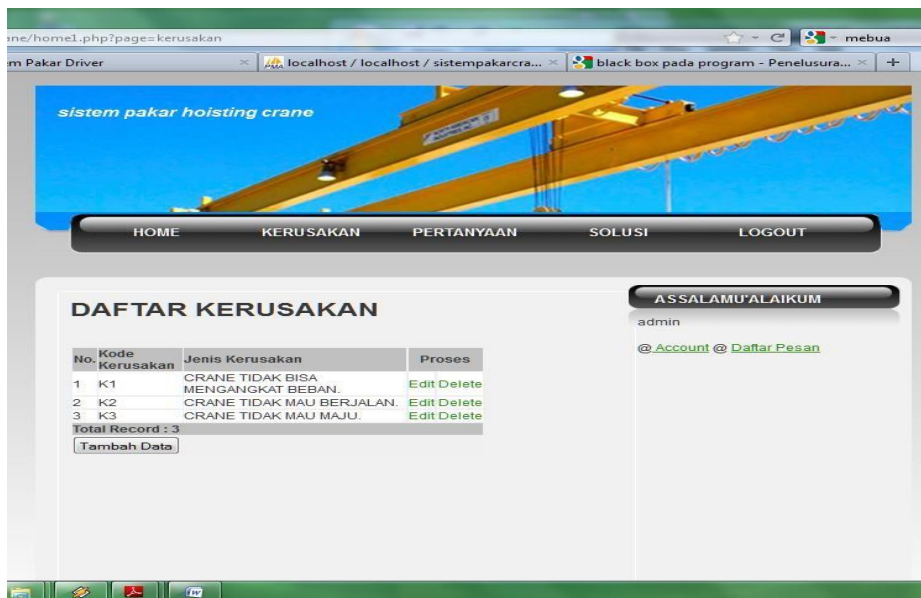 ane/home1.php?page=kerusakan
mebua
m Pakar Driver
localhost / localhost / sistempakarcra...
black box pada program - Penelusura...
sistem pakar hoisting crane
HOME KERUSAKAN PERTANYAAN SOLUSI LOGOUT
DAFTAR KERUSAKAN
No. Kode Kerusakan Jenis Kerusakan Proses
1 K1 CRANE TIDAK BISA MENGANGKAT BEBAN. Edit Delete
2 K2 CRANE TIDAK MAU BERJALAN. Edit Delete
3 K3 CRANE TIDAK MAU MAJU. Edit Delete
Total Record : 3
Tambah Data
ASSALAMU'ALAIKUM
admin
@ Account @ Daftar Pesan